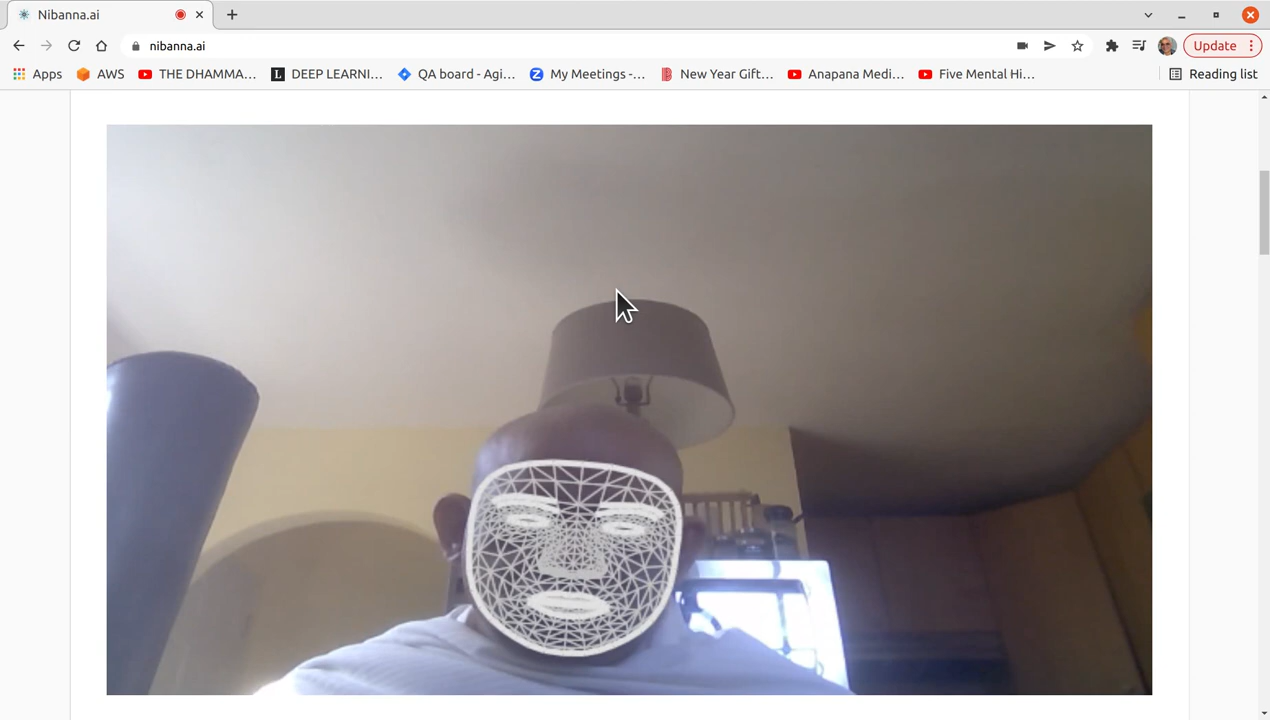 Nibanna.ai
nibanna.ai
Update
Apps
AWS
THE DHAMMA...
DEEP LEARNI...
QA board - Agi...
My Meetings -...
New Year Gift...
Anapana Medi...
Five Mental Hi...
Reading list